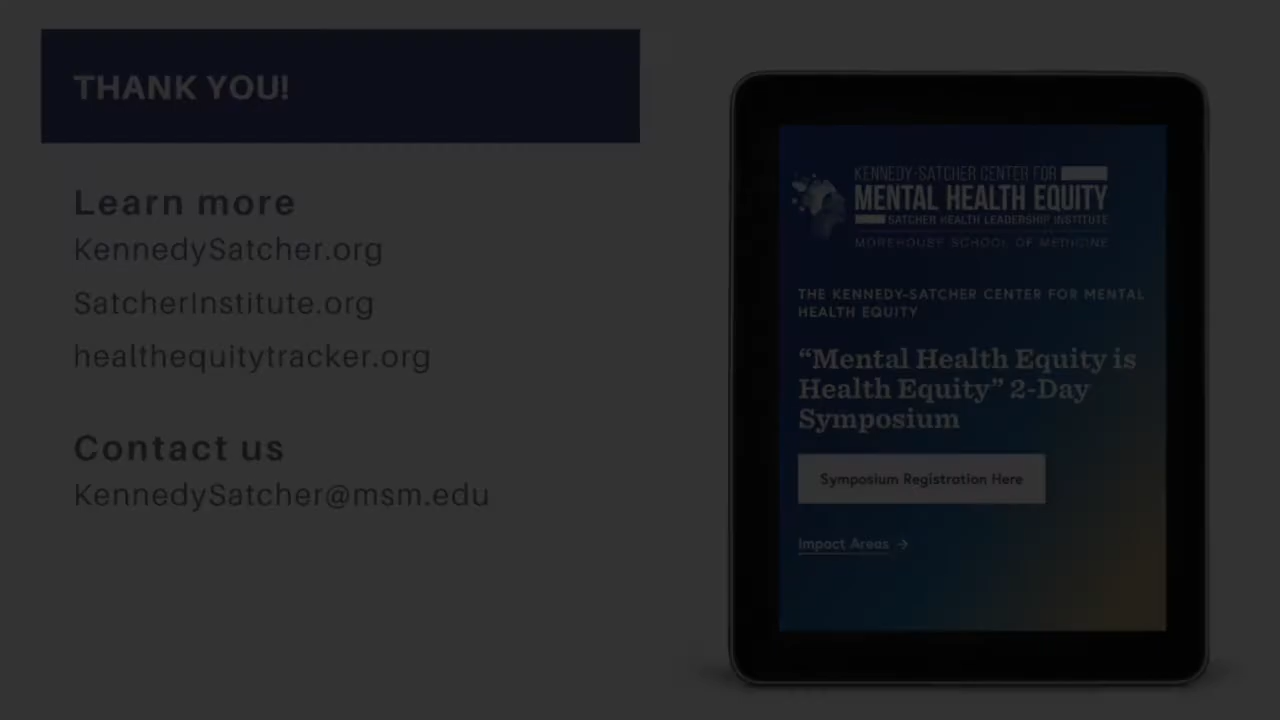 THANK YOU!
Learn more
KennedySatcher.org
SatcherInstitute.org
healthequitytracker.org
Contact us
KennedySatcher@msm.edu
KENNEDY-SATCHER CENTER FOR
MENTAL HEALTH EQUITY
SATCHER HEALTH LEADERSHIP INSTITUTE
MOREHOUSE SCHOOL OF MEDICINE
THE KENNEDY-SATCHER CENTER FOR MENTAL
HEALTH EQUITY
“Mental Health Equity is
Health Equity” 2-Day
Symposium
Symposium Registration Here
Impact Areas →